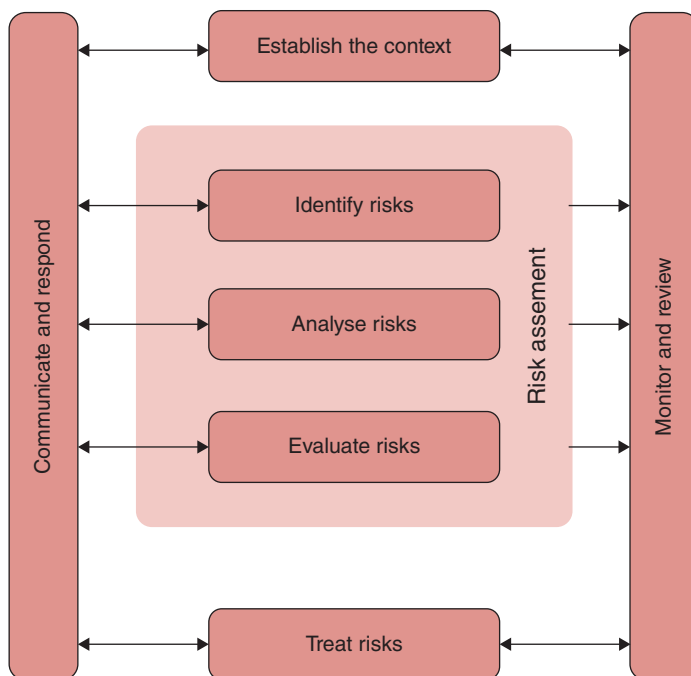 Establish the context
Communicate and respond
Identify risks
Analyse risks
Evaluate risks
Risk assement
Monitor and review
Treat risks